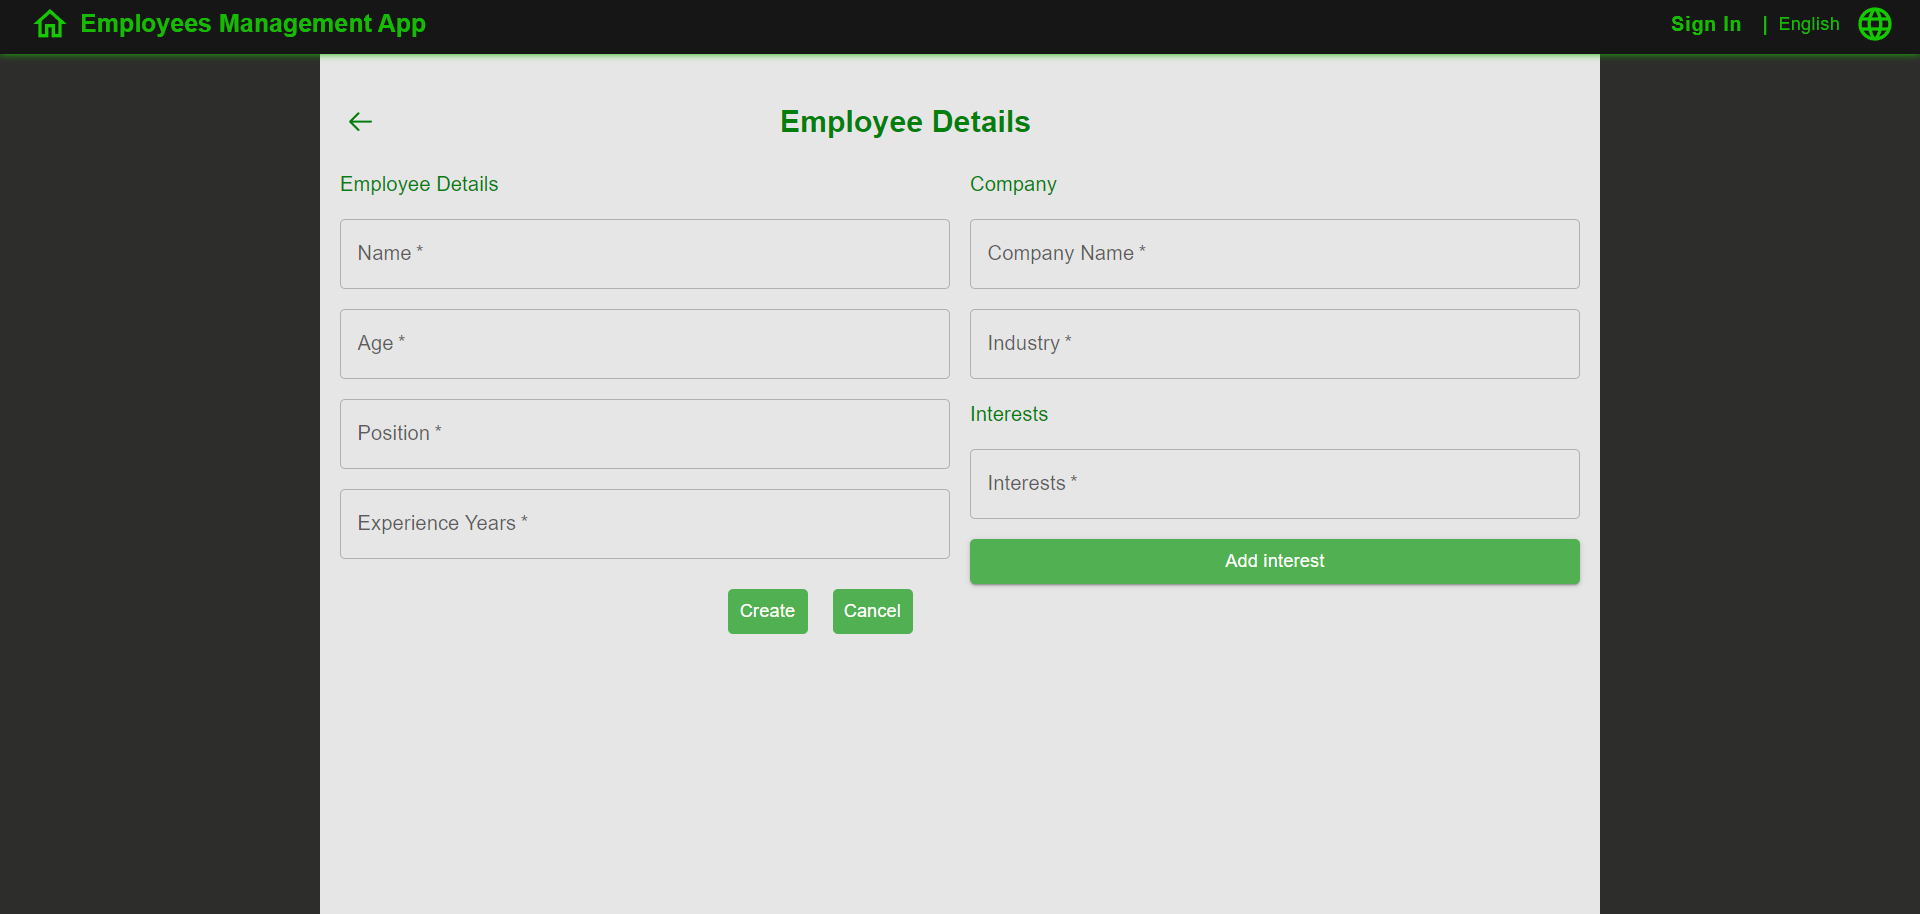 Employees Management App
Sign In | English
Employee Details
Employee Details
Name *
Age *
Position *
Experience Years *
Company
Company Name *
Industry *
Interests
Interests *
Add interest
Create
Cancel